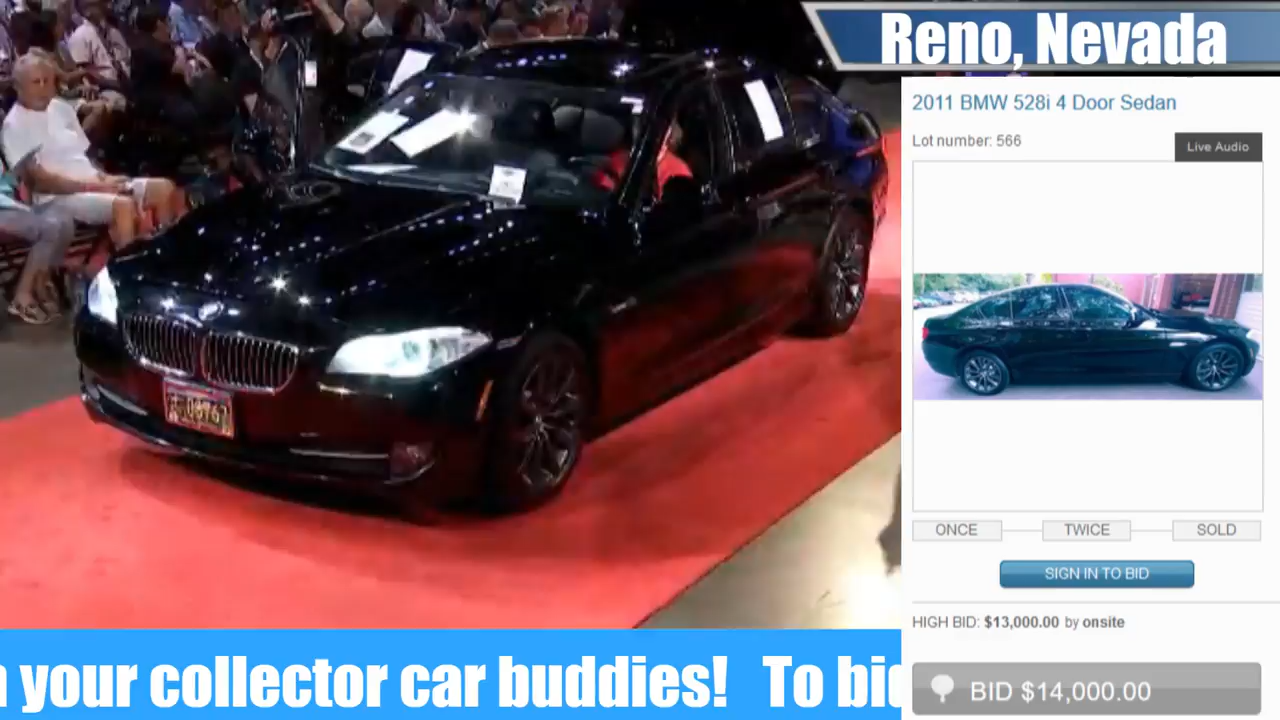 Reno, Nevada
2011 BMW 528i 4 Door Sedan
Lot number: 566
Live Audio
ONCE
TWICE
SOLD
SIGN IN TO BID
HIGH BID: $13,000.00 by onsite
BID $14,000.00
your collector car buddies! To